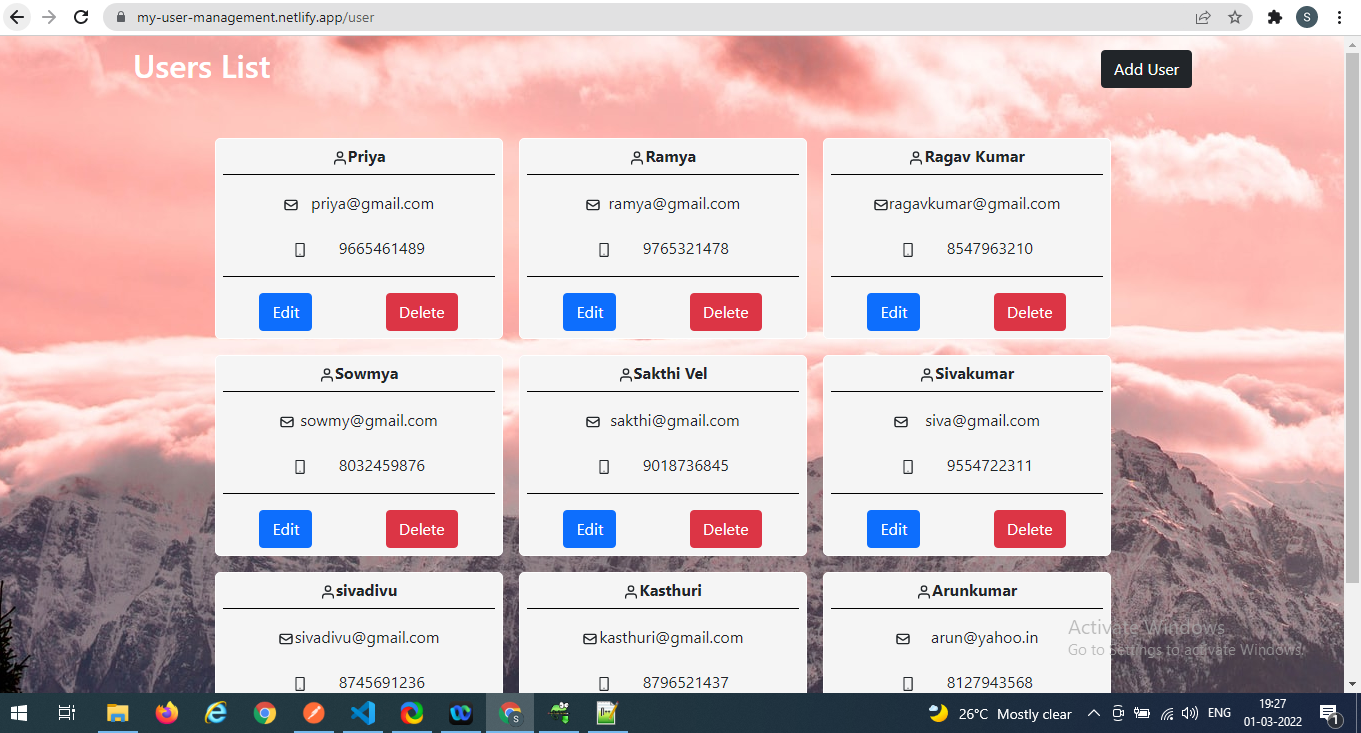 my-user-management.netlify.app/user
S
Users List
Add User
Priya
Ramya
Ragav Kumar
priya@gmail.com
ramya@gmail.com
ragavkumar@gmail.com
9665461489
9765321478
8547963210
Edit
Delete
Edit
Delete
Edit
Delete
Sowmya
Sakthi Vel
Sivakumar
sowmy@gmail.com
sakthi@gmail.com
siva@gmail.com
8032459876
9018736845
9554722311
Edit
Delete
Edit
Delete
Edit
Delete
sivadivu
Kasthuri
Arunkumar
sivadivu@gmail.com
kasthuri@gmail.com
arun@yahoo.in
8745691236
8796521437
8127943568
Activate Windows
Go to Settings to activate Windows.
S
26°C Mostly clear
ENG
19:27
01-03-2022
1